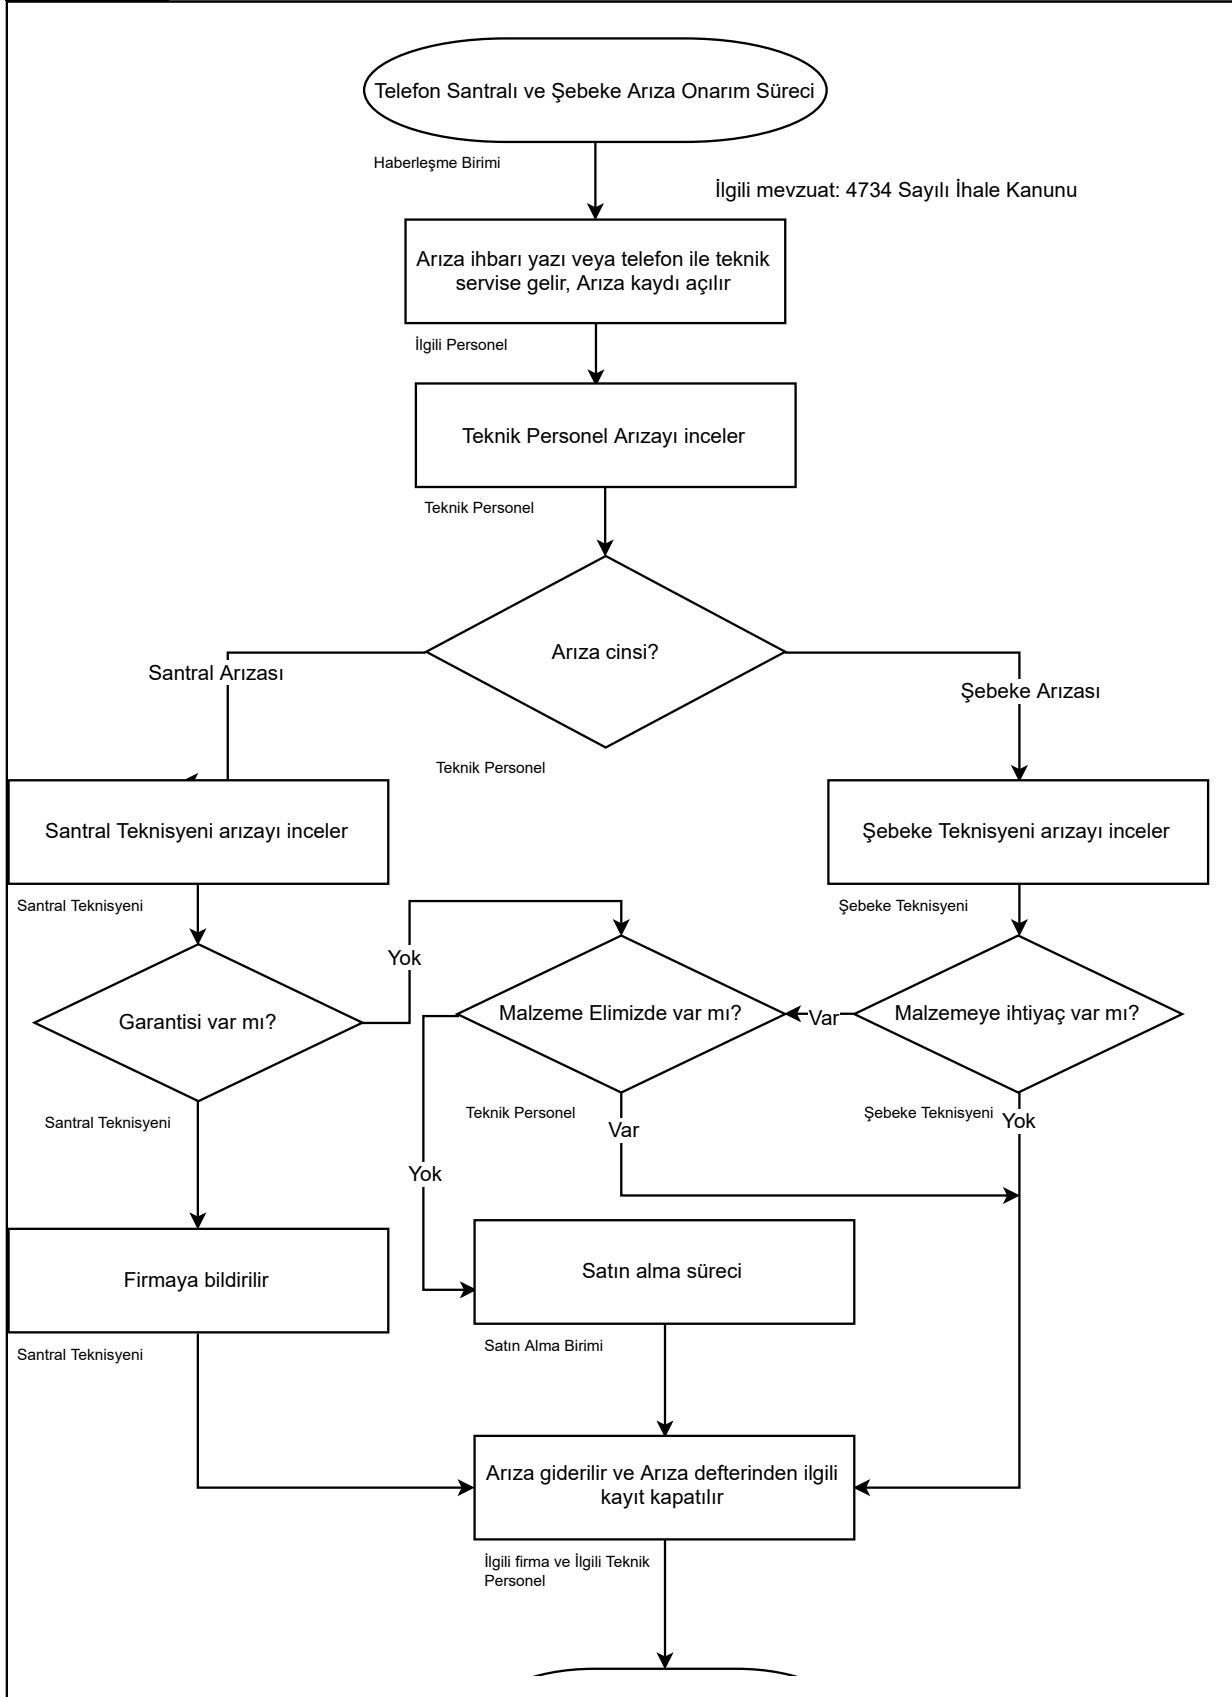 Telefon Santralı ve Şebeke Arıza Onarım Süreci
Haberleşme Birimi
İlgili mevzuat: 4734 Sayılı İhale Kanunu
Arıza ihbarı yazı veya telefon ile teknik
servise gelir, Arıza kaydı açılır
İlgili Personel
Teknik Personel Arızayı inceler
Teknik Personel
Arıza cinsi?
Santral Arızası
Şebeke Arızası
Teknik Personel
Santral Teknisyeni arızayı inceler
Şebeke Teknisyeni arızayı inceler
Santral Teknisyeni
Şebeke Teknisyeni
Yok
Garantisi var mı?
Malzeme Elimizde var mı?
Var
Malzemeye ihtiyaç var mı?
Santral Teknisyeni
Teknik Personel
Şebeke Teknisyeni
Yok
Var
Yok
Firmaya bildirilir
Satın alma süreci
Santral Teknisyeni
Satın Alma Birimi
Arıza giderilir ve Arıza defterinden ilgili
kayıt kapatılır
İlgili firma ve İlgili Teknik
Personel